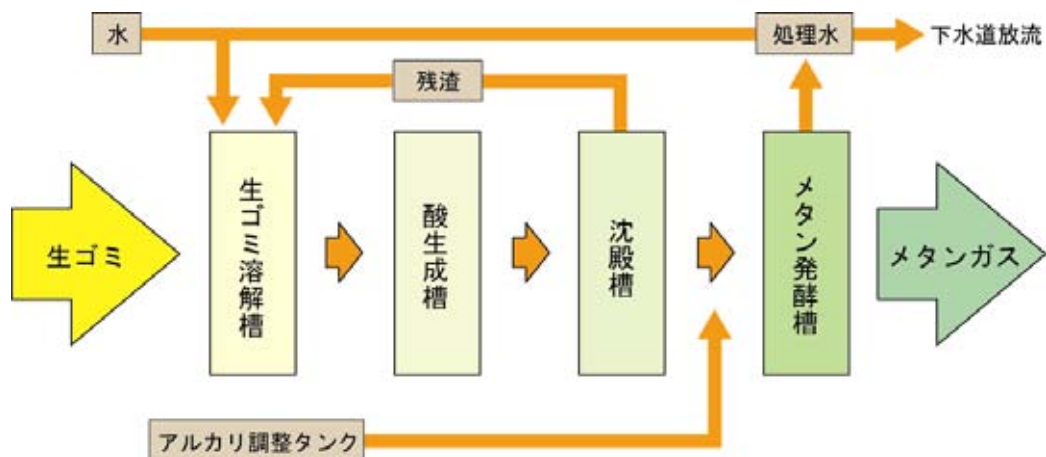 水
処理水
下水道放流
残渣
生ゴミ
生ゴミ溶解槽
酸生成槽
沈殿槽
メタン発酵槽
メタンガス
アルカリ調整タンク